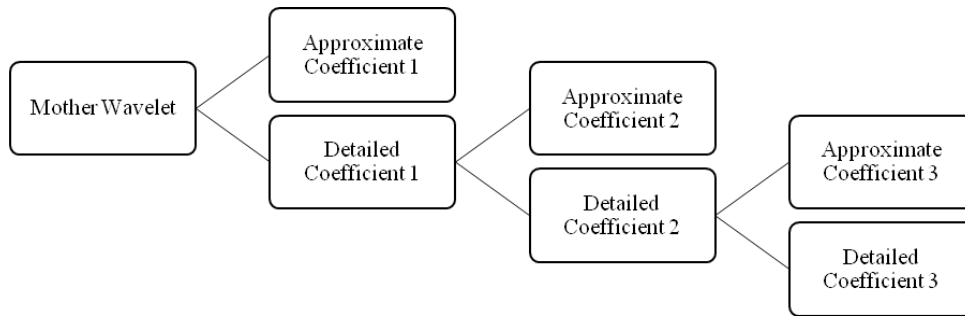 Mother Wavelet
Approximate
Coefficient 1
Detailed
Coefficient 1
Approximate
Coefficient 2
Detailed
Coefficient 2
Approximate
Coefficient 3
Detailed
Coefficient 3